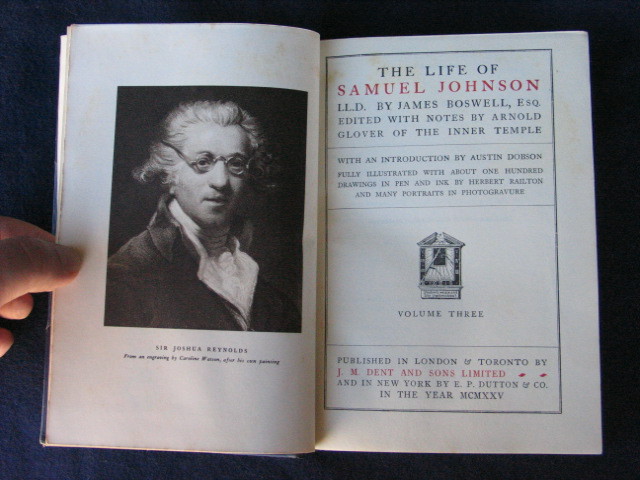 SIR JOSHUA REYNOLDS
From an engraving by Caroline Watson, after his own painting
THE LIFE OF
SAMUEL JOHNSON
LL.D. BY JAMES BOSWELL, ESQ.
EDITED WITH NOTES BY ARNOLD
GLOVER OF THE INNER TEMPLE
WITH AN INTRODUCTION BY AUSTIN DOBSON
FULLY ILLUSTRATED WITH ABOUT ONE HUNDRED
DRAWINGS IN PEN AND INK BY HERBERT RAILTON
AND MANY PORTRAITS IN PHOTOGRAVURE
VOLUME THREE
PUBLISHED IN LONDON & TORONTO BY
J. M. DENT AND SONS LIMITED
AND IN NEW YORK BY E. P. DUTTON & CO.
IN THE YEAR MCMXXV